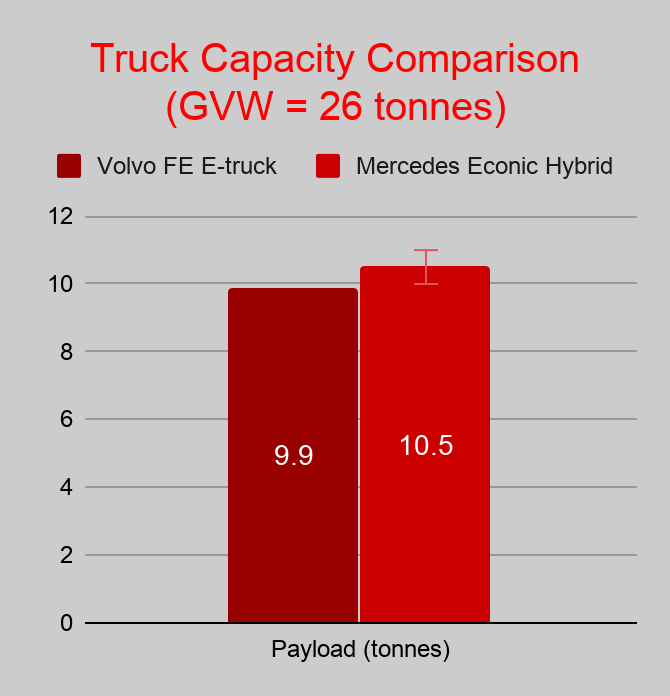 Truck Capacity Comparison
(GVW = 26 tonnes)
Volvo FE E-truck
Mercedes Econic Hybrid
12
10
8
6
4
2
0
9.9
10.5
Payload (tonnes)